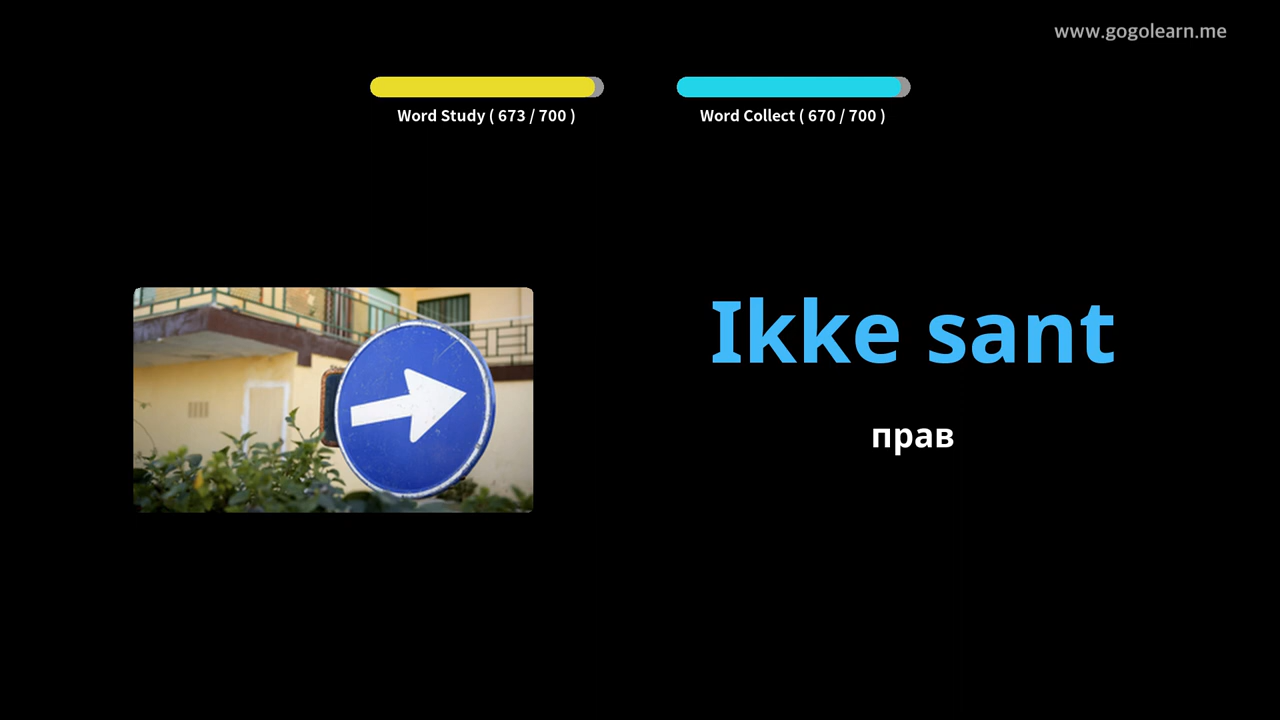 www.gogolearn.me
Word Study ( 673 / 700 )
Word Collect ( 670 / 700 )
Ikke sant
прав